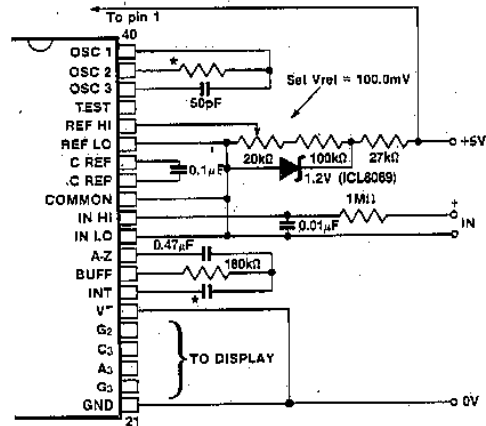 To pin 1
40
OSC 1
OSC 2
*
OSC 3
50pF
TEST
Set Vref = 100.0mV
REF HI
REF LO
+5V
20kΩ
100kΩ
27kΩ
C REF
0.1µF
1.2V (ICL8069)
C REF
COMMON
1MΩ
+
IN HI
0.01µF
IN
IN LO
0.47µF
A-Z
BUFF
180kΩ
INT
*
V-
G2
C3
TO DISPLAY
A3
G3
GND
0V
21